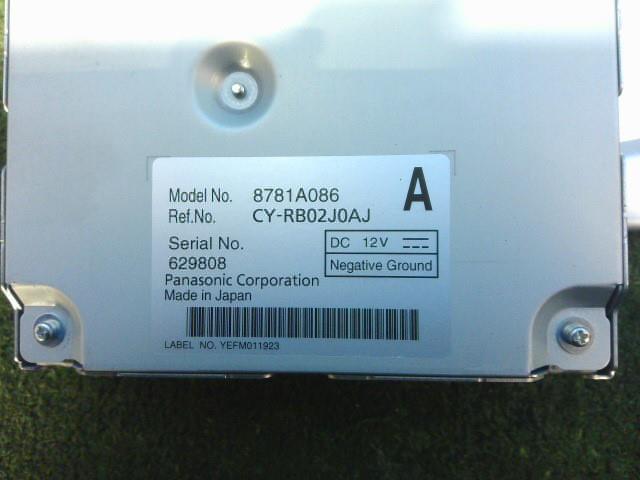 Model No. 8781A086
A
Ref.No. CY-RB02J0AJ
Serial No.
629808
DC 12V
Negative Ground
Panasonic Corporation
Made in Japan
LABEL NO. YEFM011923